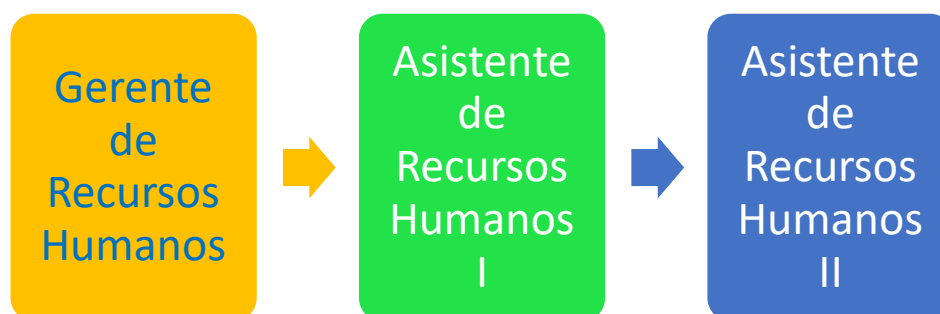 Gerente
de
Recursos
Humanos
Asistente
de
Recursos
Humanos
I
Asistente
de
Recursos
Humanos
II